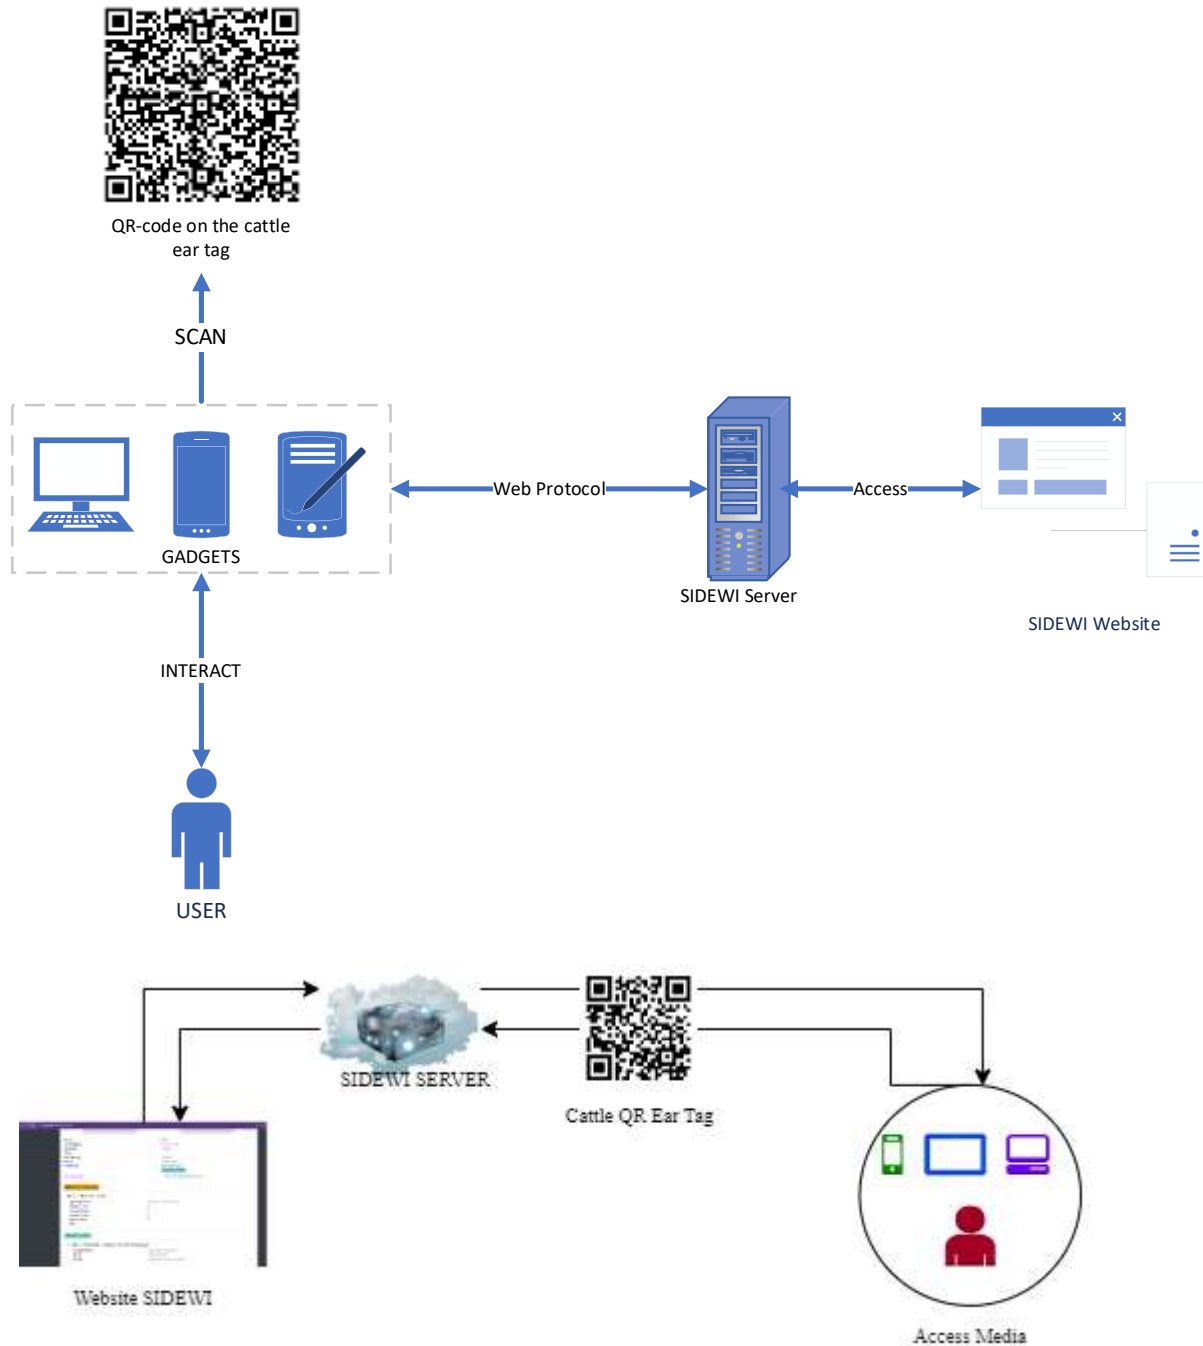 QR-code on the cattle
ear tag
SCAN
GADGETS
Web Protocol
SIDEWI Server
Access
SIDEWI Website
INTERACT
USER
SIDEWI SERVER
Cattle QR Ear Tag
Website SIDEWI
Access Media